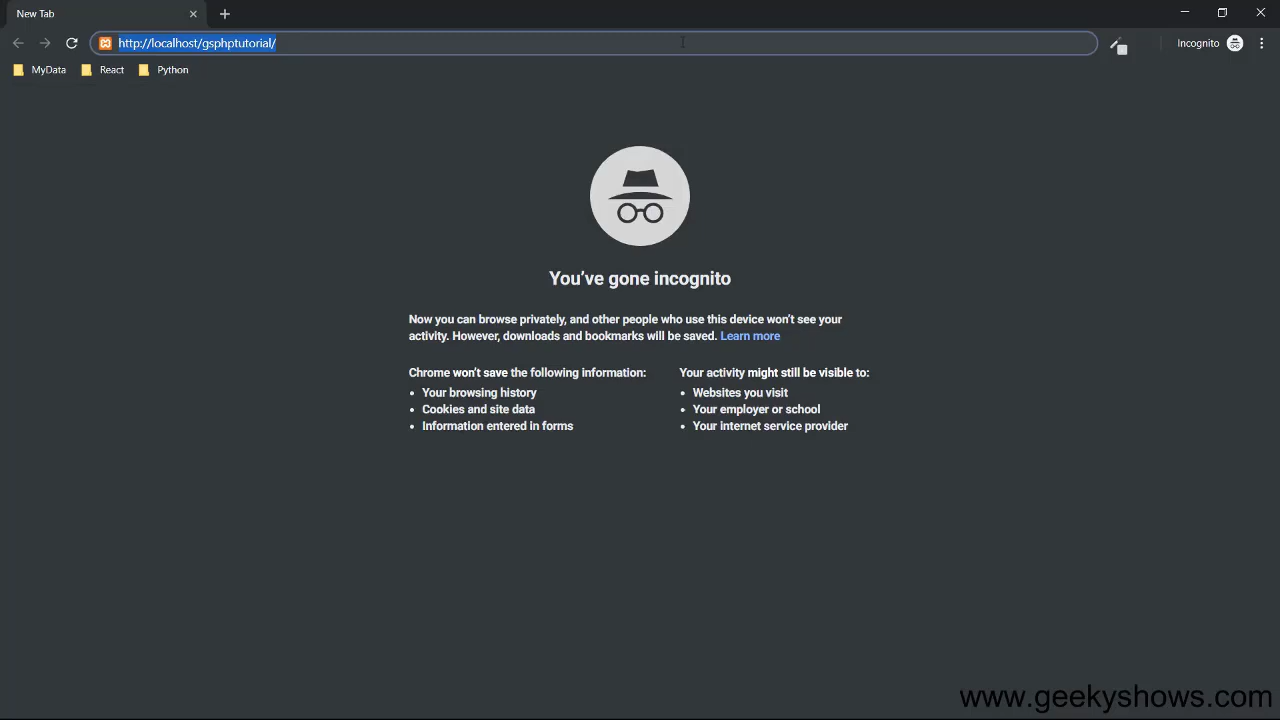 New Tab
http://localhost/gsphptutorial/
Incognito
MyData
React
Python
You've gone incognito
Now you can browse privately, and other people who use this device won't see your
activity. However, downloads and bookmarks will be saved. Learn more
Chrome won't save the following information:
• Your browsing history
• Cookies and site data
• Information entered in forms
Your activity might still be visible to:
• Websites you visit
• Your employer or school
• Your internet service provider
www.geekyshows.com